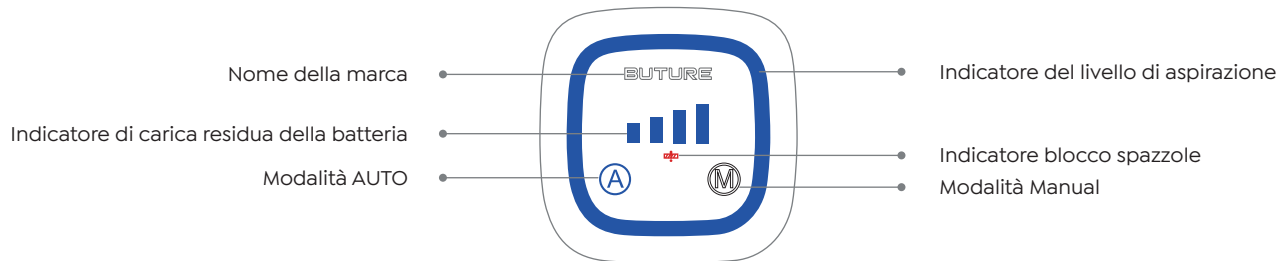 Nome della marca
BUTURE
Indicatore del livello di aspirazione
Indicatore di carica residua della batteria
Indicatore blocco spazzole
Modalità AUTO
A
M
Modalità Manual